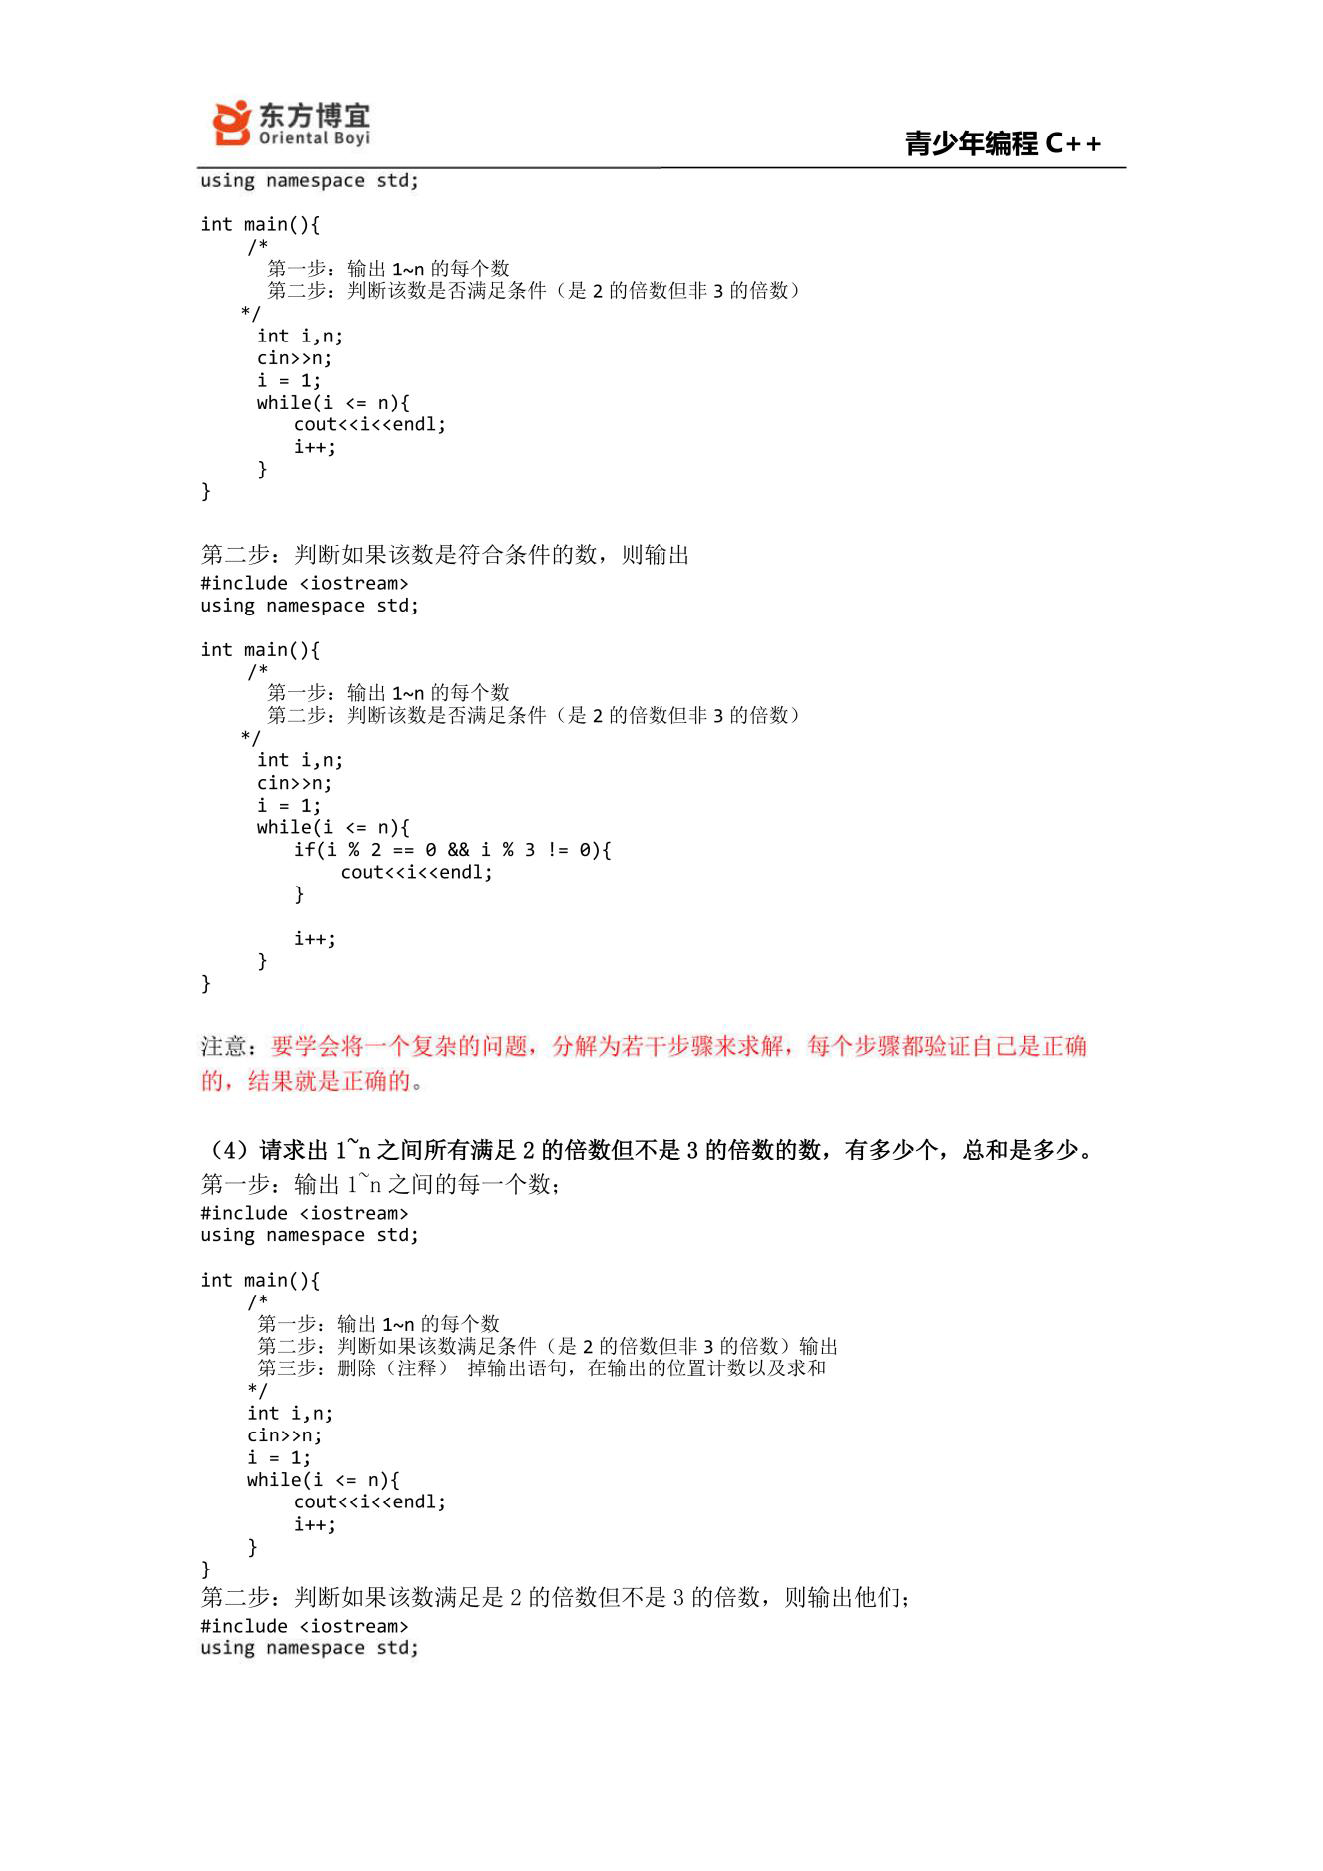 东方博宜
Oriental Boyi
青少年编程 C++
using namespace std;
int main(){
/*
第一步：输出 1~n 的每个数
第二步：判断该数是否满足条件（是 2 的倍数但非 3 的倍数）
*/
int i,n;
cin>>n;
i = 1;
while(i <= n){
cout<<i<<endl;
i++;
}
}
第二步：判断如果该数是符合条件的数，则输出
#include <iostream>
using namespace std;
int main(){
/*
第一步：输出 1~n 的每个数
第二步：判断该数是否满足条件（是 2 的倍数但非 3 的倍数）
*/
int i,n;
cin>>n;
i = 1;
while(i <= n){
if(i % 2 == 0 && i % 3 != 0){
cout<<i<<endl;
}
i++;
}
}
注意：要学会将一个复杂的问题，分解为若干步骤来求解，每个步骤都验证自己是正确
的，结果就是正确的。
（4）请求出 1~n 之间所有满足 2 的倍数但不是 3 的倍数的数，有多少个，总和是多少。
第一步：输出 1~n 之间的每一个数；
#include <iostream>
using namespace std;
int main(){
/*
第一步：输出 1~n 的每个数
第二步：判断如果该数满足条件（是 2 的倍数但非 3 的倍数）输出
第三步：删除（注释） 掉输出语句，在输出的位置计数以及求和
*/
int i,n;
cin>>n;
i = 1;
while(i <= n){
cout<<i<<endl;
i++;
}
}
第二步：判断如果该数满足是 2 的倍数但不是 3 的倍数，则输出他们；
#include <iostream>
using namespace std;